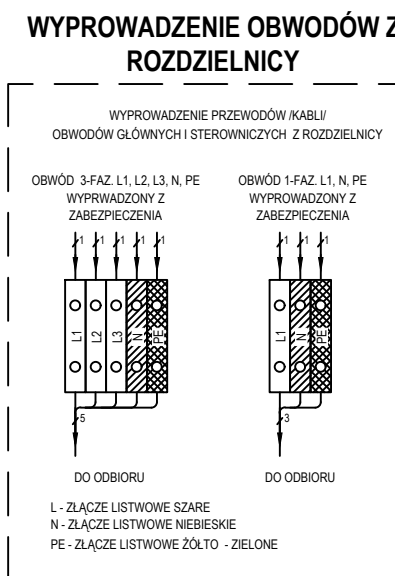 WYPROWADZENIE OBWODÓW Z
ROZDZIELNICY
WYPROWADZENIE PRZEWODÓW /KABLI/
OBWODÓW GŁÓWNYCH I STEROWNICZYCH Z ROZDZIELNICY
OBWÓD 3-FAZ. L1, L2, L3, N, PE
WYPRWADZONY Z
ZABEZPIECZENIA
OBWÓD 1-FAZ. L1, N, PE
WYPROWADZONY Z
ZABEZPIECZENIA
1 1 1 1 1
1 1 1
L1 L2 L3 N PE
L1 N PE
5
3
DO ODBIORU
DO ODBIORU
L - ZŁĄCZE LISTWOWE SZARE
N - ZŁĄCZE LISTWOWE NIEBIESKIE
PE - ZŁĄCZE LISTWOWE ŻÓŁTO - ZIELONE